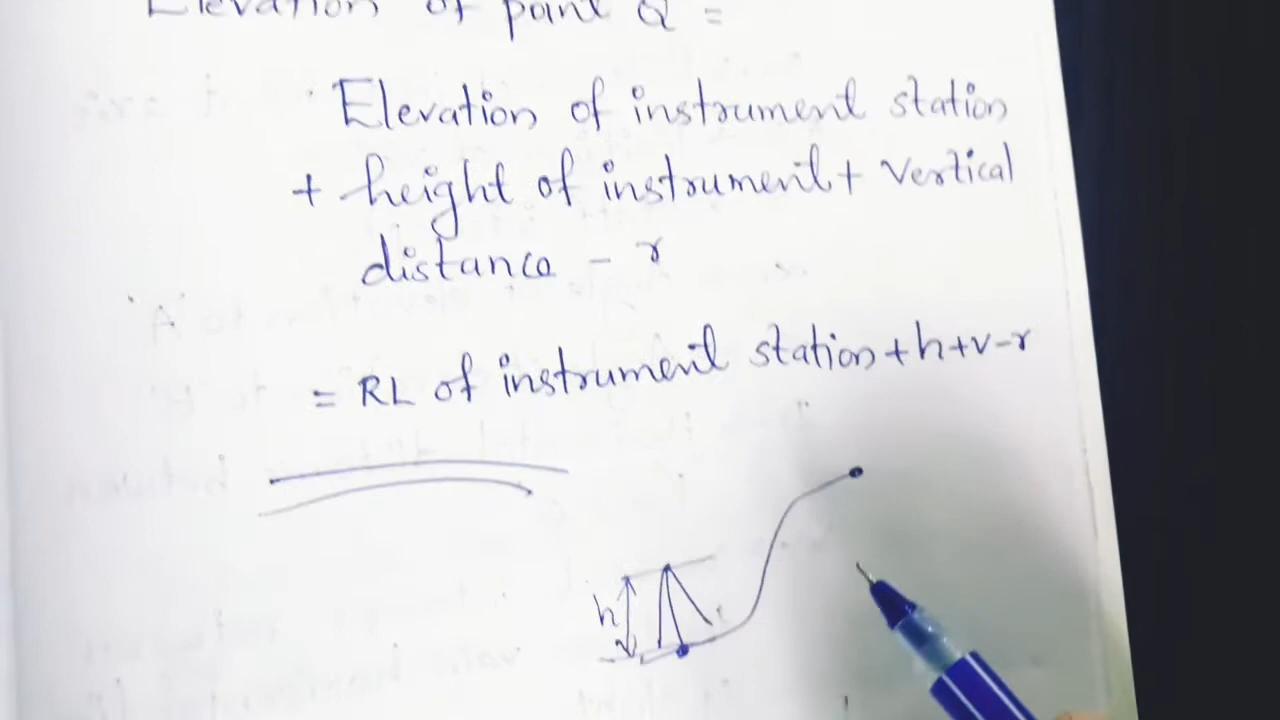 Elevation of point Q =
Elevation of instrument station
+ height of instrument + vertical
distance - r
= RL of instrument station + h + v - r
h